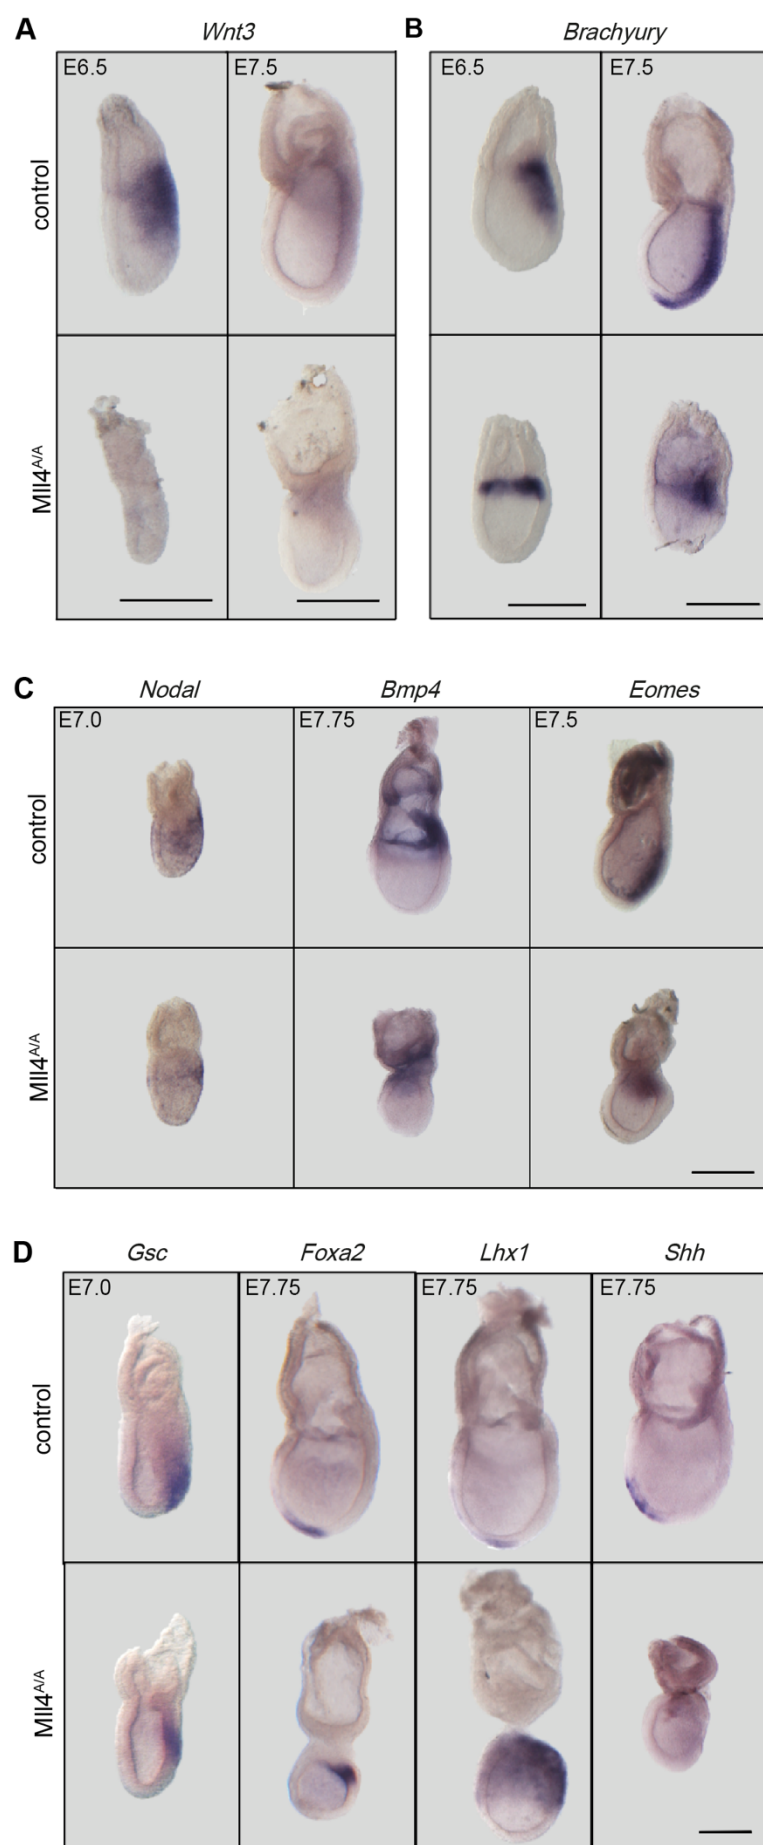 A Wnt3 B Brachyury
E6.5 E7.5 E6.5 E7.5
control
Mll4A/A
C Nodal Bmp4 Eomes
E7.0 E7.75 E7.5
control
Mll4A/A
D Gsc Foxa2 Lhx1 Shh
E7.0 E7.75 E7.75 E7.75
control
Mll4A/A